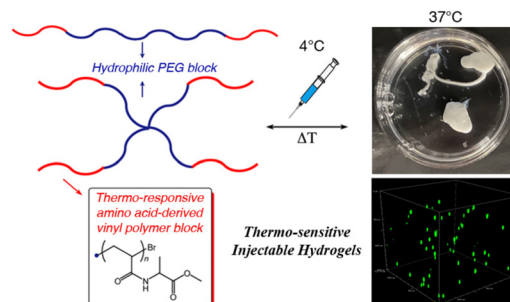 4°C
37°C
Hydrophilic PEG block
ΔT
Thermo-responsive
amino acid-derived
vinyl polymer block
Br
n
O
NH
O
O
Thermo-sensitive
Injectable Hydrogels